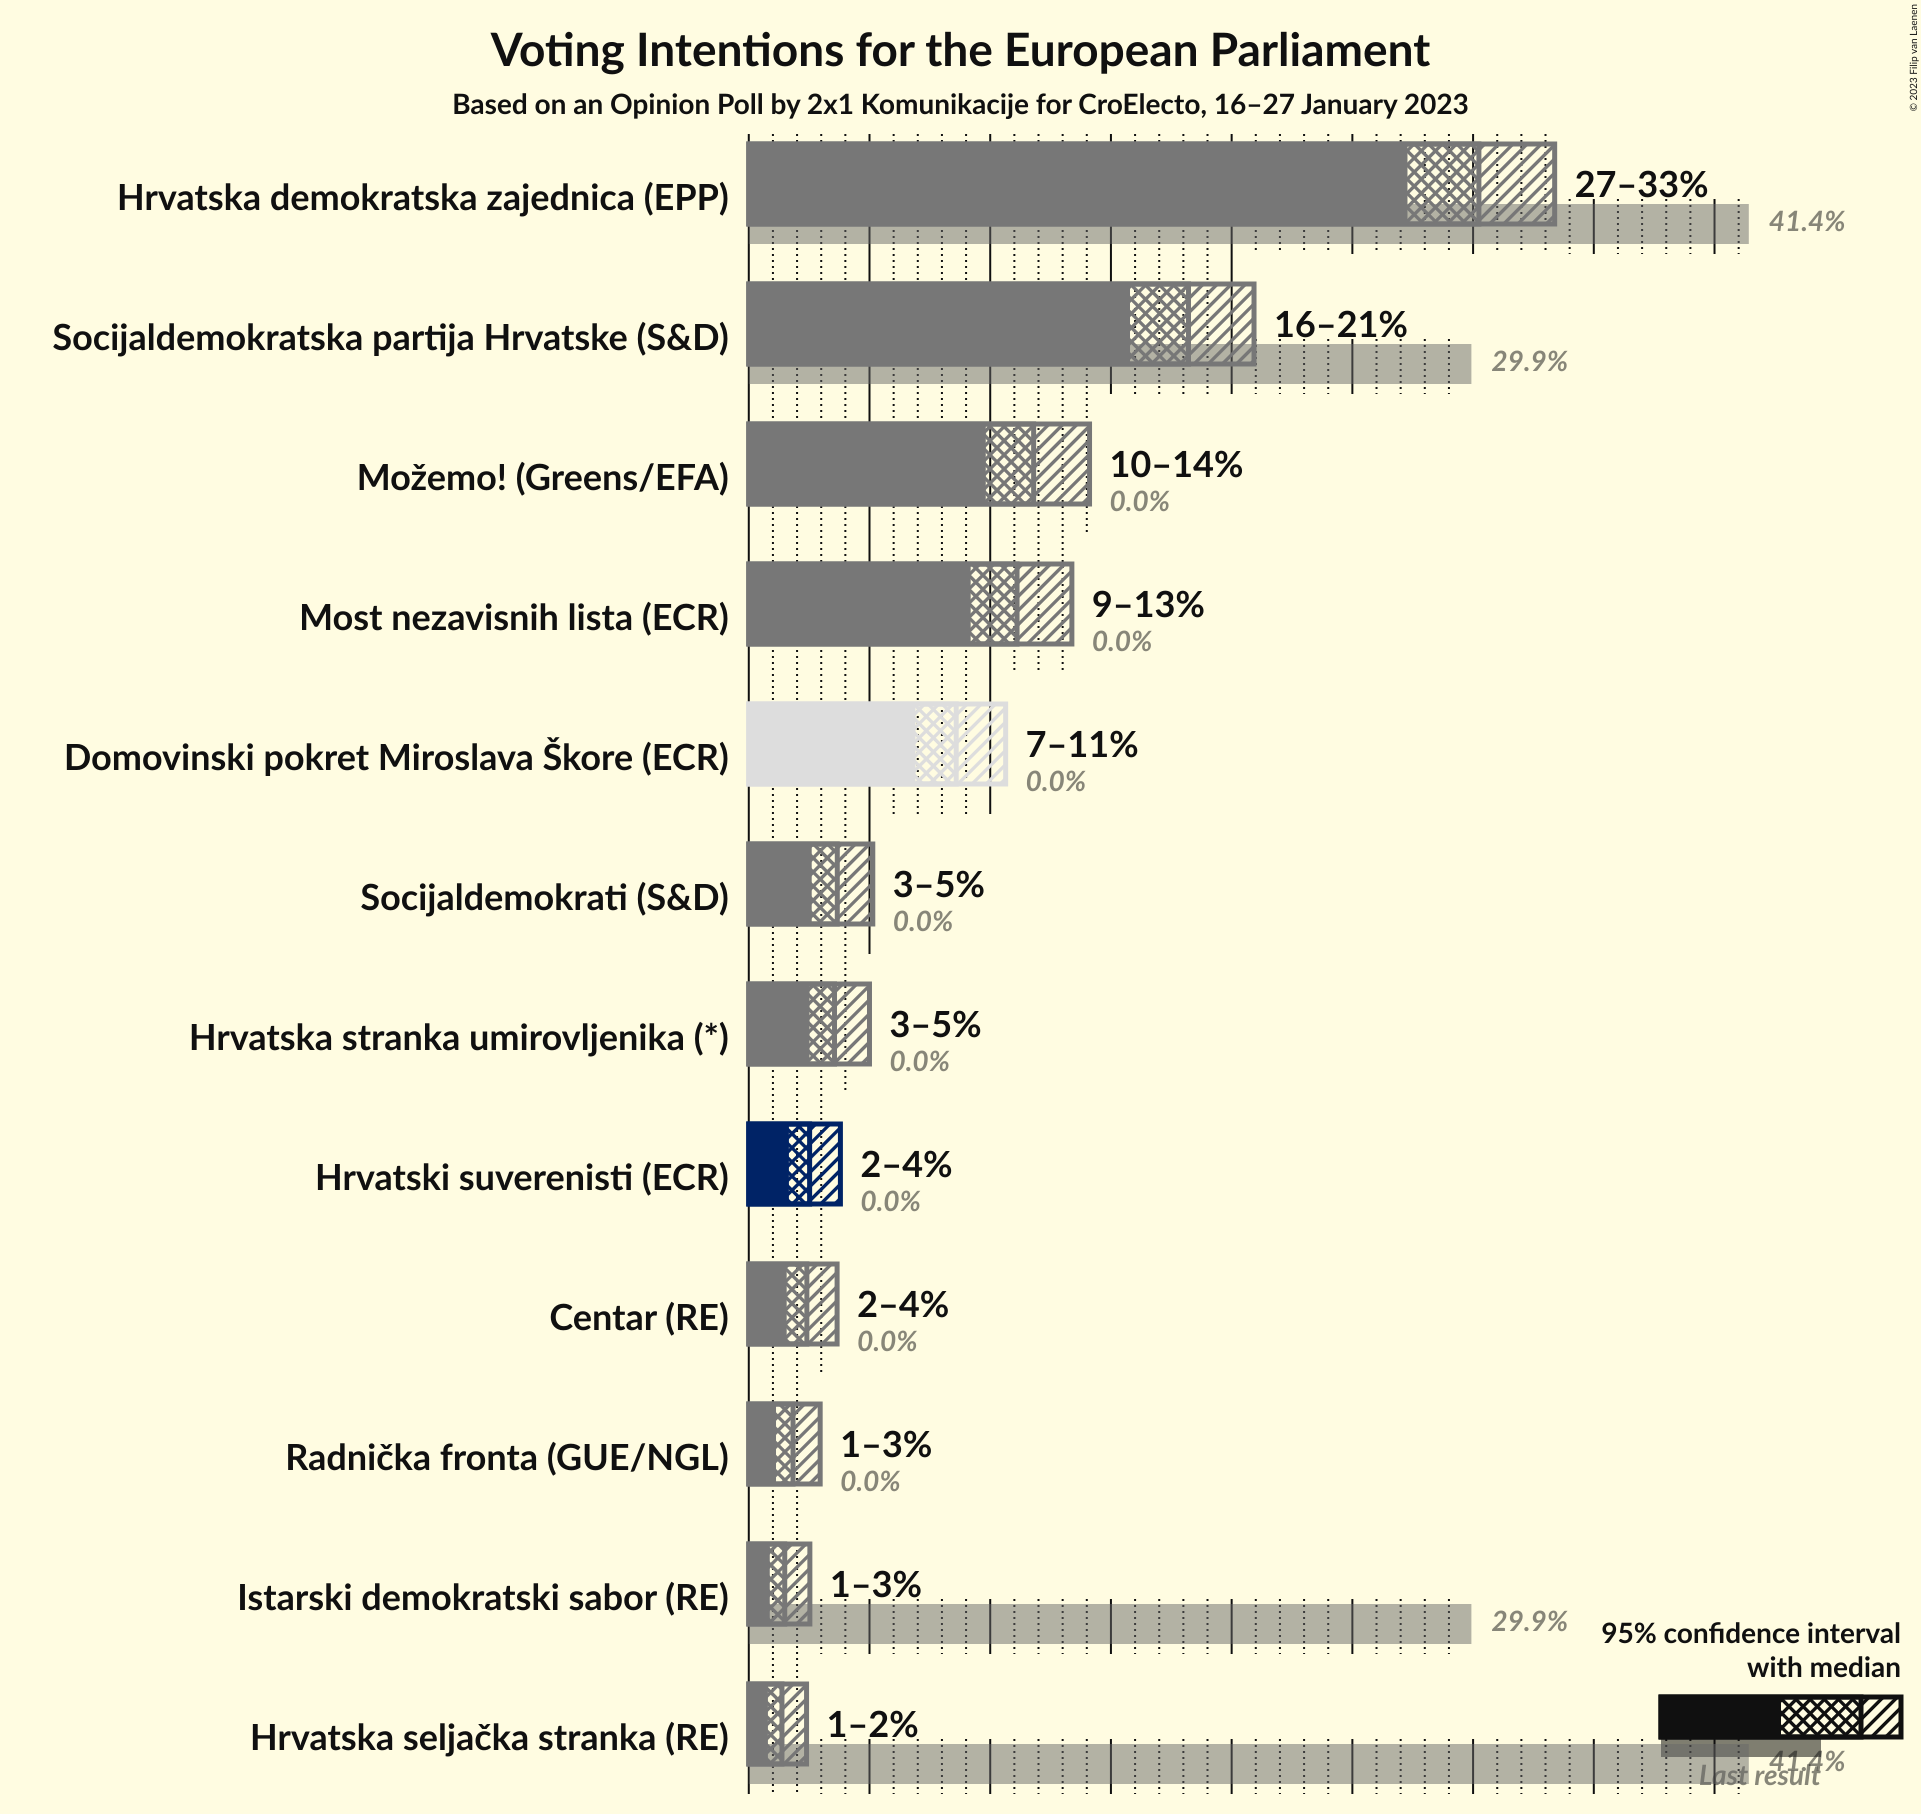 Voting Intentions for the European Parliament
Based on an Opinion Poll by 2x1 Komunikacije for CroElecto, 16–27 January 2023
© 2023 Filip van Laenen
Hrvatska demokratska zajednica (EPP)
27–33%
41.4%
Socijaldemokratska partija Hrvatske (S&D)
16–21%
29.9%
Možemo! (Greens/EFA)
10–14%
0.0%
Most nezavisnih lista (ECR)
9–13%
0.0%
Domovinski pokret Miroslava Škore (ECR)
7–11%
0.0%
Socijaldemokrati (S&D)
3–5%
0.0%
Hrvatska stranka umirovljenika (*)
3–5%
0.0%
Hrvatski suverenisti (ECR)
2–4%
0.0%
Centar (RE)
2–4%
0.0%
Radnička fronta (GUE/NGL)
1–3%
0.0%
Istarski demokratski sabor (RE)
1–3%
29.9%
Hrvatska seljačka stranka (RE)
1–2%
41.4%
95% confidence interval
with median
Last result